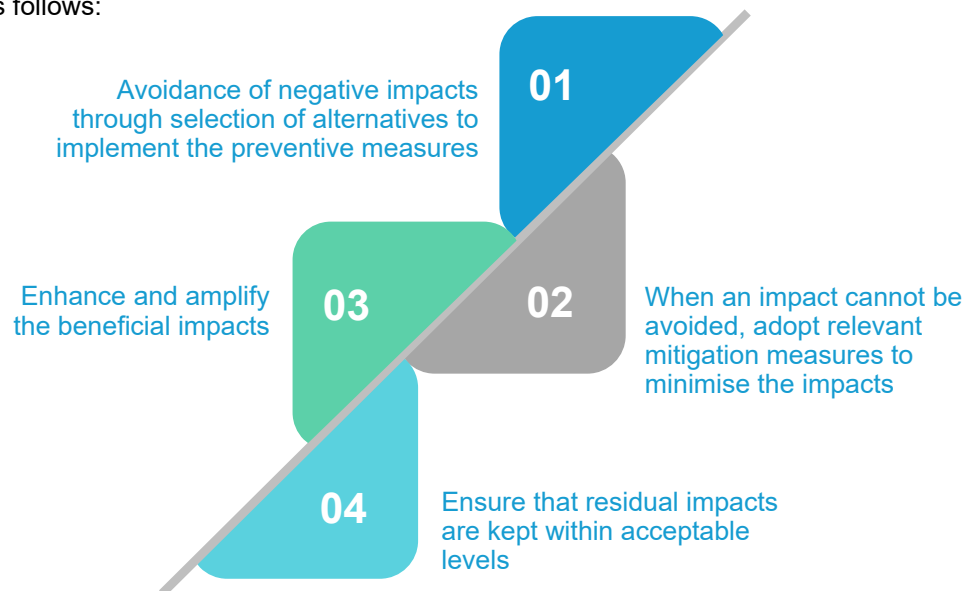 s follows:
01
Avoidance of negative impacts
through selection of alternatives to
implement the preventive measures
02
When an impact cannot be
avoided, adopt relevant
mitigation measures to
minimise the impacts
03
Enhance and amplify
the beneficial impacts
04
Ensure that residual impacts
are kept within acceptable
levels